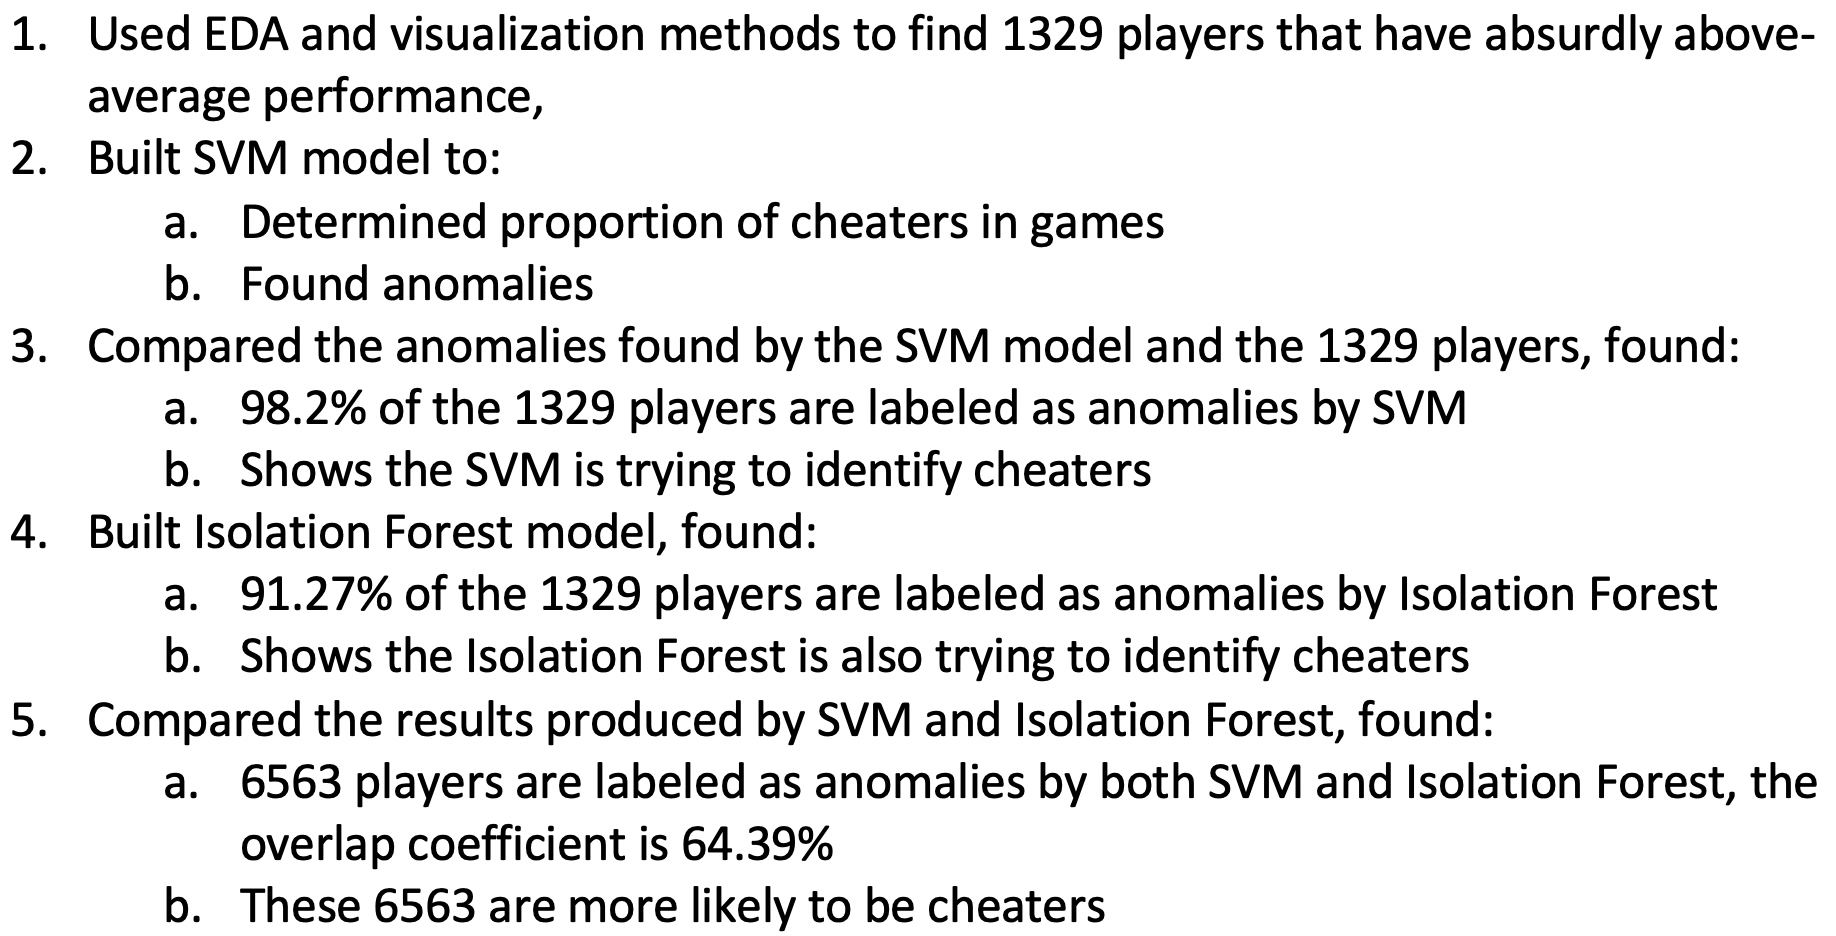 1. Used EDA and visualization methods to find 1329 players that have absurdly above-
average performance,
2. Built SVM model to:
a. Determined proportion of cheaters in games
b. Found anomalies
3. Compared the anomalies found by the SVM model and the 1329 players, found:
a. 98.2% of the 1329 players are labeled as anomalies by SVM
b. Shows the SVM is trying to identify cheaters
4. Built Isolation Forest model, found:
a. 91.27% of the 1329 players are labeled as anomalies by Isolation Forest
b. Shows the Isolation Forest is also trying to identify cheaters
5. Compared the results produced by SVM and Isolation Forest, found:
a. 6563 players are labeled as anomalies by both SVM and Isolation Forest, the
overlap coefficient is 64.39%
b. These 6563 are more likely to be cheaters